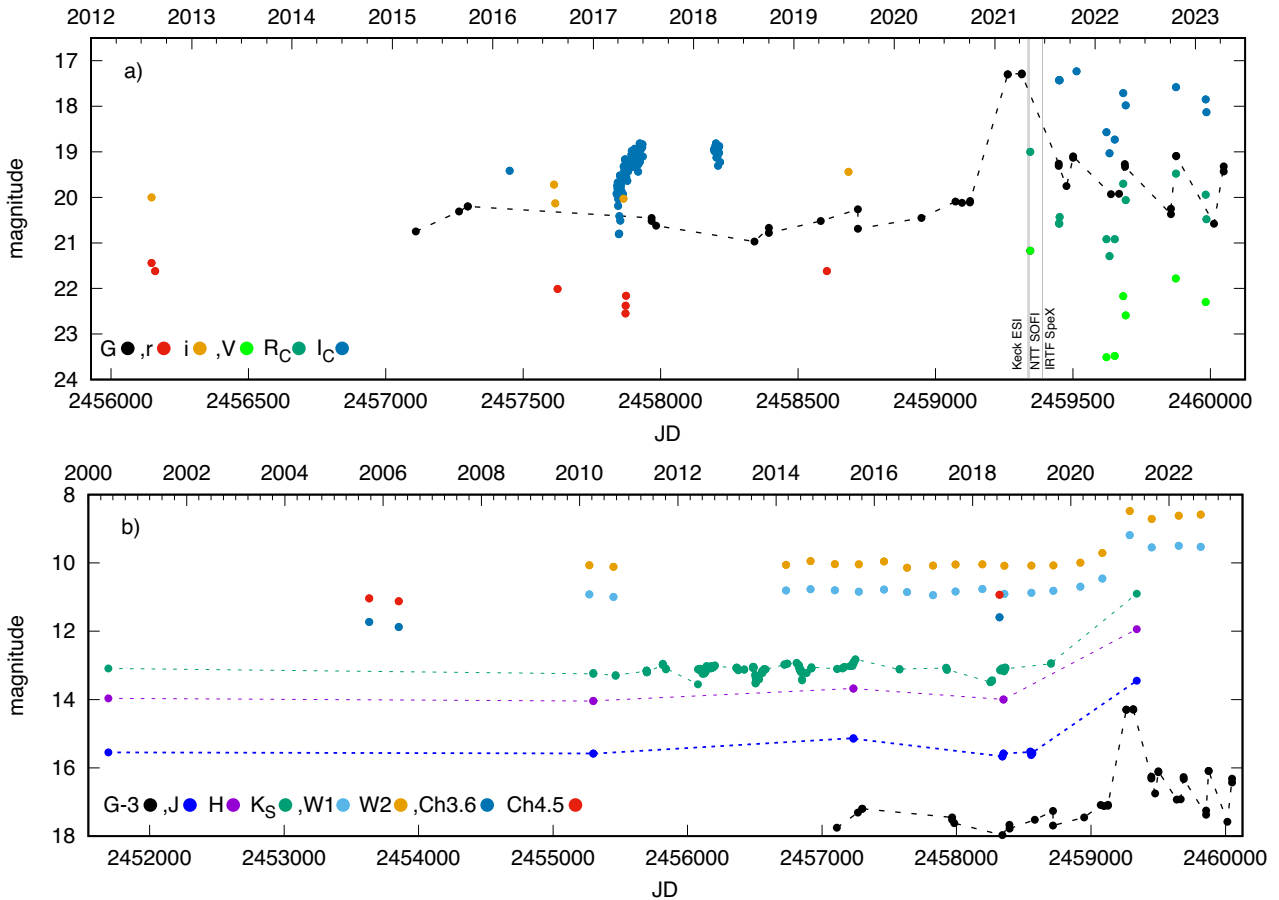 2012 2013 2014 2015 2016 2017 2018 2019 2020 2021 2022 2023
a)
17
18
19
20
21
22
23
24
magnitude
G ,r i ,V R_C I_C
Keck ESI
NTT SOFI
IRTF SpeX
2456000 2456500 2457000 2457500 2458000 2458500 2459000 2459500 2460000
JD
2000 2002 2004 2006 2008 2010 2012 2014 2016 2018 2020 2022
b)
8
10
12
14
16
18
magnitude
G-3 ,J H K_S ,W1 W2 ,Ch3.6 Ch4.5
2452000 2453000 2454000 2455000 2456000 2457000 2458000 2459000 2460000
JD